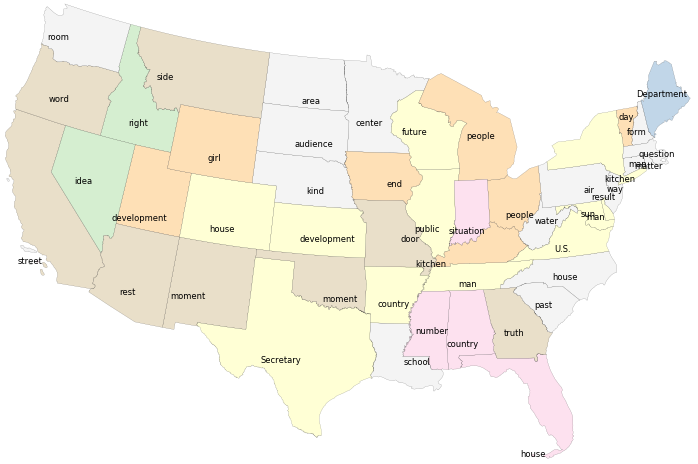 room
side
word
Department
area
day
center
right
form
future
people
audience
question
girl
man
matter
idea
end
kitchen
kind
air
way
result
development
people
sun
man
water
house
public
situation
development
door
U.S.
street
kitchen
house
man
rest
moment
moment
country
past
number
truth
country
Secretary
school
house